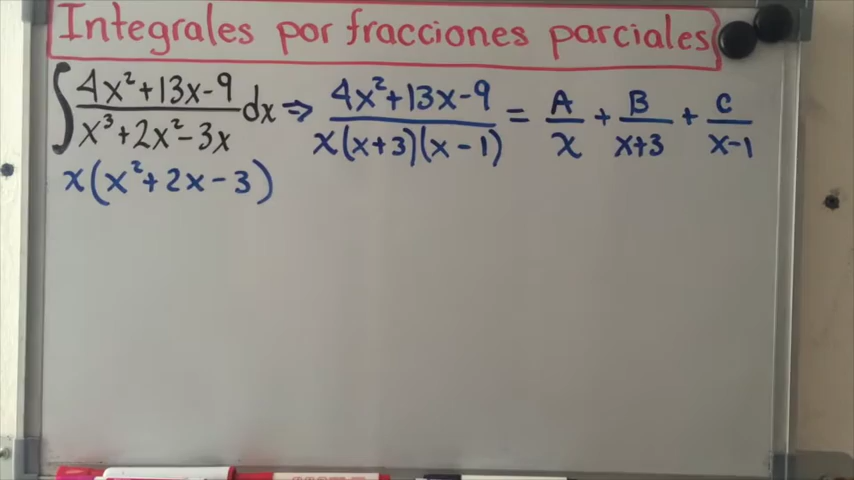 Integrales por fracciones parciales
∫ (4x²+13x-9)/(x³+2x²-3x) dx ⇒ (4x²+13x-9)/(x(x+3)(x-1)) = A/x + B/(x+3) + C/(x-1)
x(x²+2x-3)